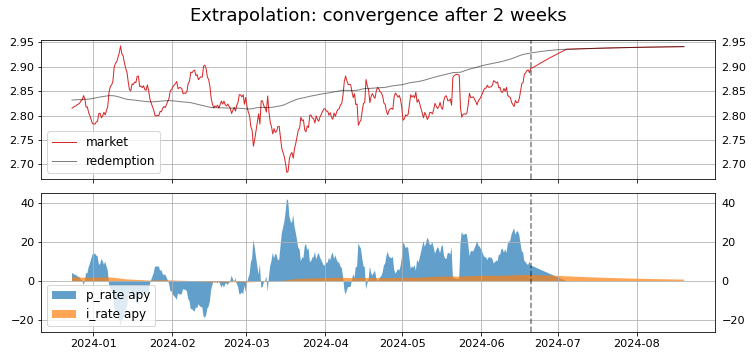 Extrapolation: convergence after 2 weeks
2.95 2.95
2.90 2.90
2.85 2.85
2.80 2.80
2.75 2.75
2.70 2.70
market
redemption
40 40
20 20
0 0
−20 −20
p_rate apy
i_rate apy
2024-01 2024-02 2024-03 2024-04 2024-05 2024-06 2024-07 2024-08